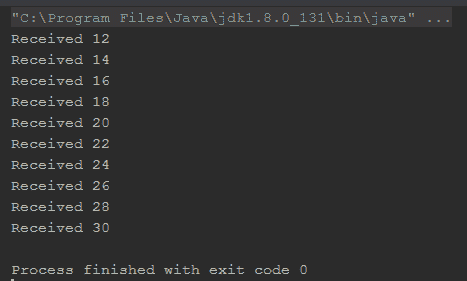 "C:\Program Files\Java\jdk1.8.0_131\bin\java" ...
Received 12
Received 14
Received 16
Received 18
Received 20
Received 22
Received 24
Received 26
Received 28
Received 30
Process finished with exit code 0